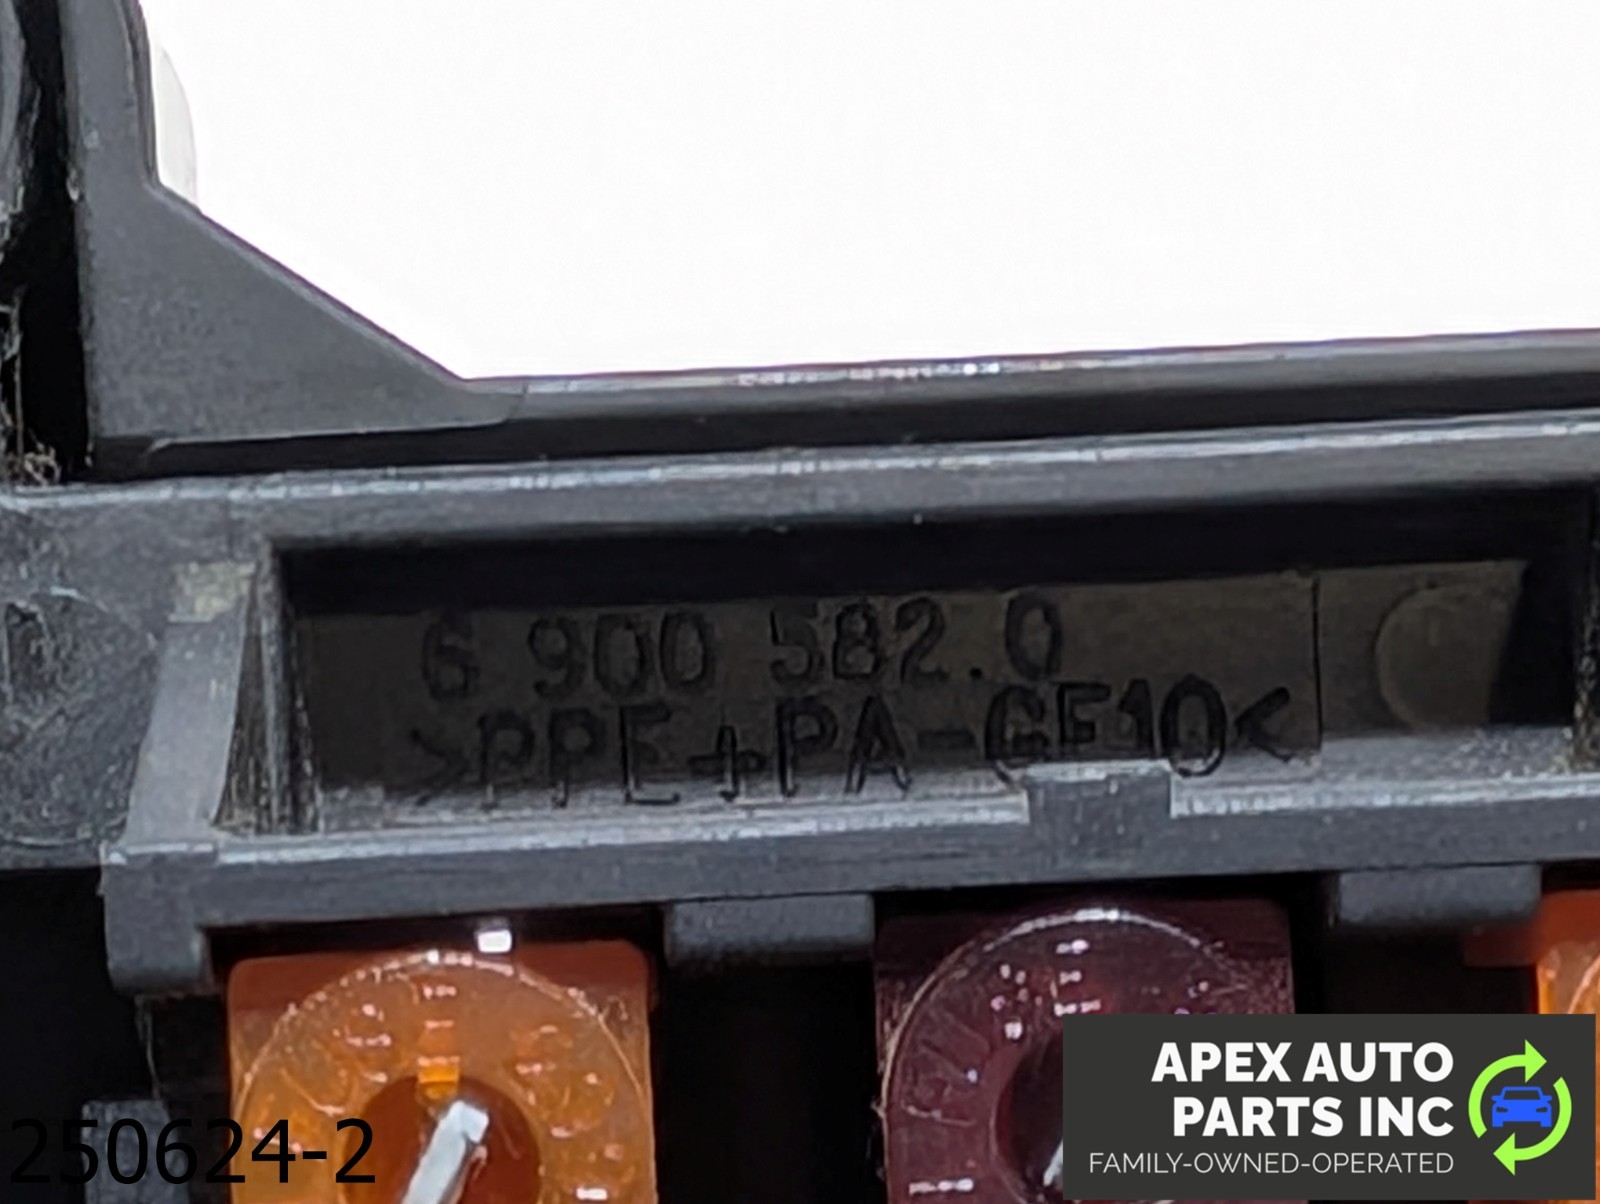 6 900 582.0
>PPE+PA-GF10<
250624-2
APEX AUTO
PARTS INC
FAMILY-OWNED-OPERATED